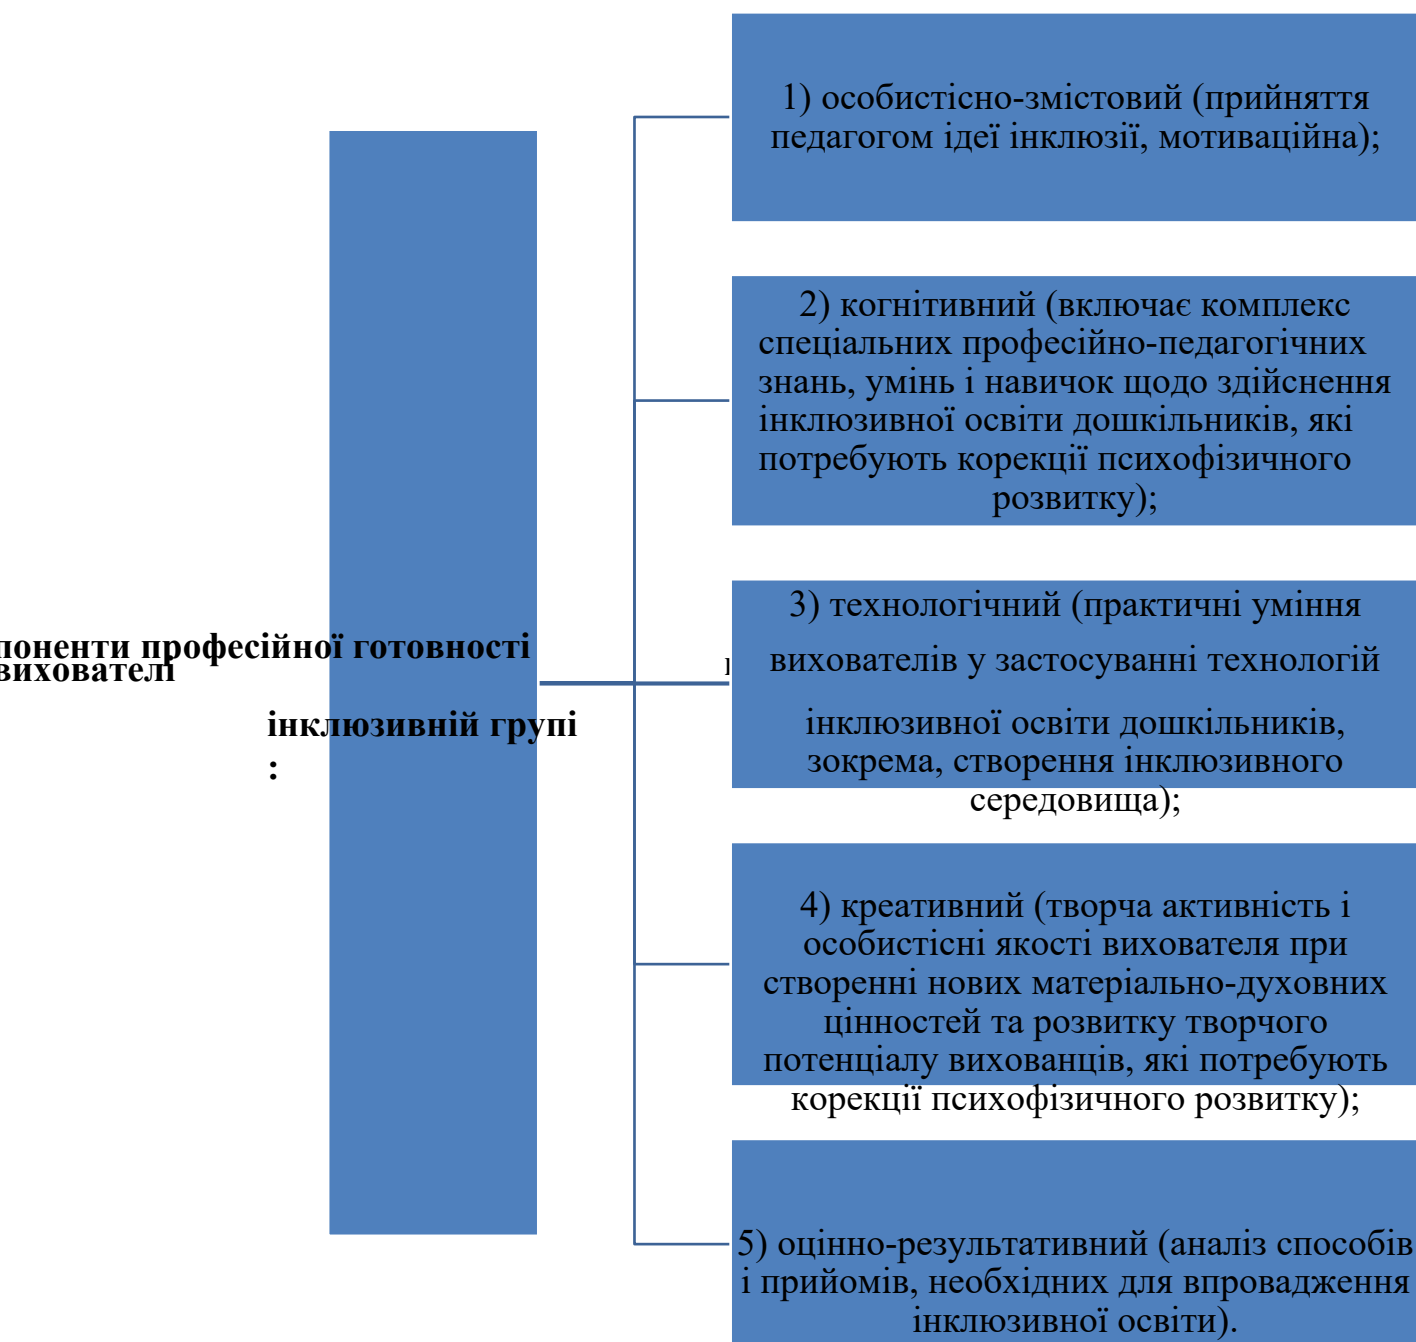 професійної готовності
вихователі
інклюзивній групі
:
1) особистісно-змістовий (прийняття
педагогом ідеї інклюзії, мотиваційна);
2) когнітивний (включає комплекс
спеціальних професійно-педагогічних
знань, умінь і навичок щодо здійснення
інклюзивної освіти дошкільників, які
потребують корекції психофізичного
розвитку);
3) технологічний (практичні уміння
вихователів у застосуванні технологій
інклюзивної освіти дошкільників,
зокрема, створення інклюзивного
середовища);
4) креативний (творча активність і
особистісні якості вихователя при
створенні нових матеріально-духовних
цінностей та розвитку творчого
потенціалу вихованців, які потребують
корекції психофізичного розвитку);
5) оцінно-результативний (аналіз способів
і прийомів, необхідних для впровадження
інклюзивної освіти).